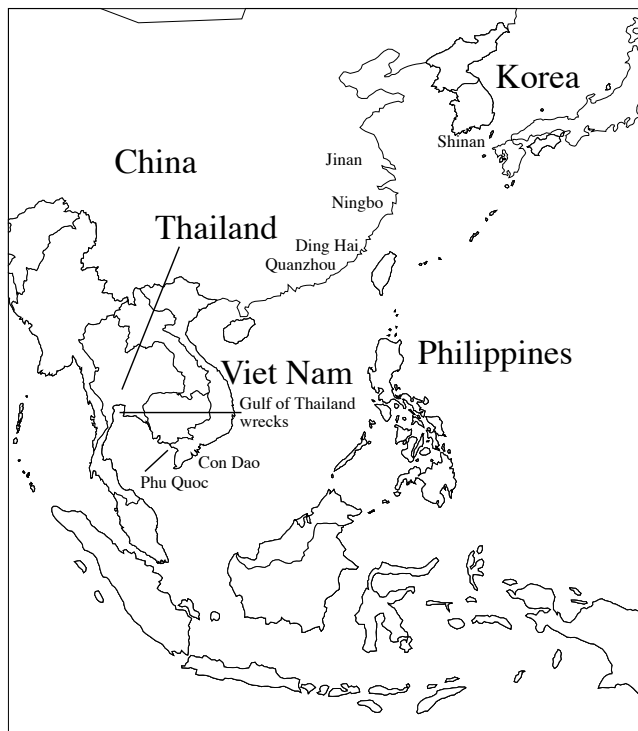 Korea
Shinan
China
Jinan
Ningbo
Thailand
Ding Hai
Quanzhou
Philippines
Viet Nam
Gulf of Thailand
wrecks
Con Dao
Phu Quoc